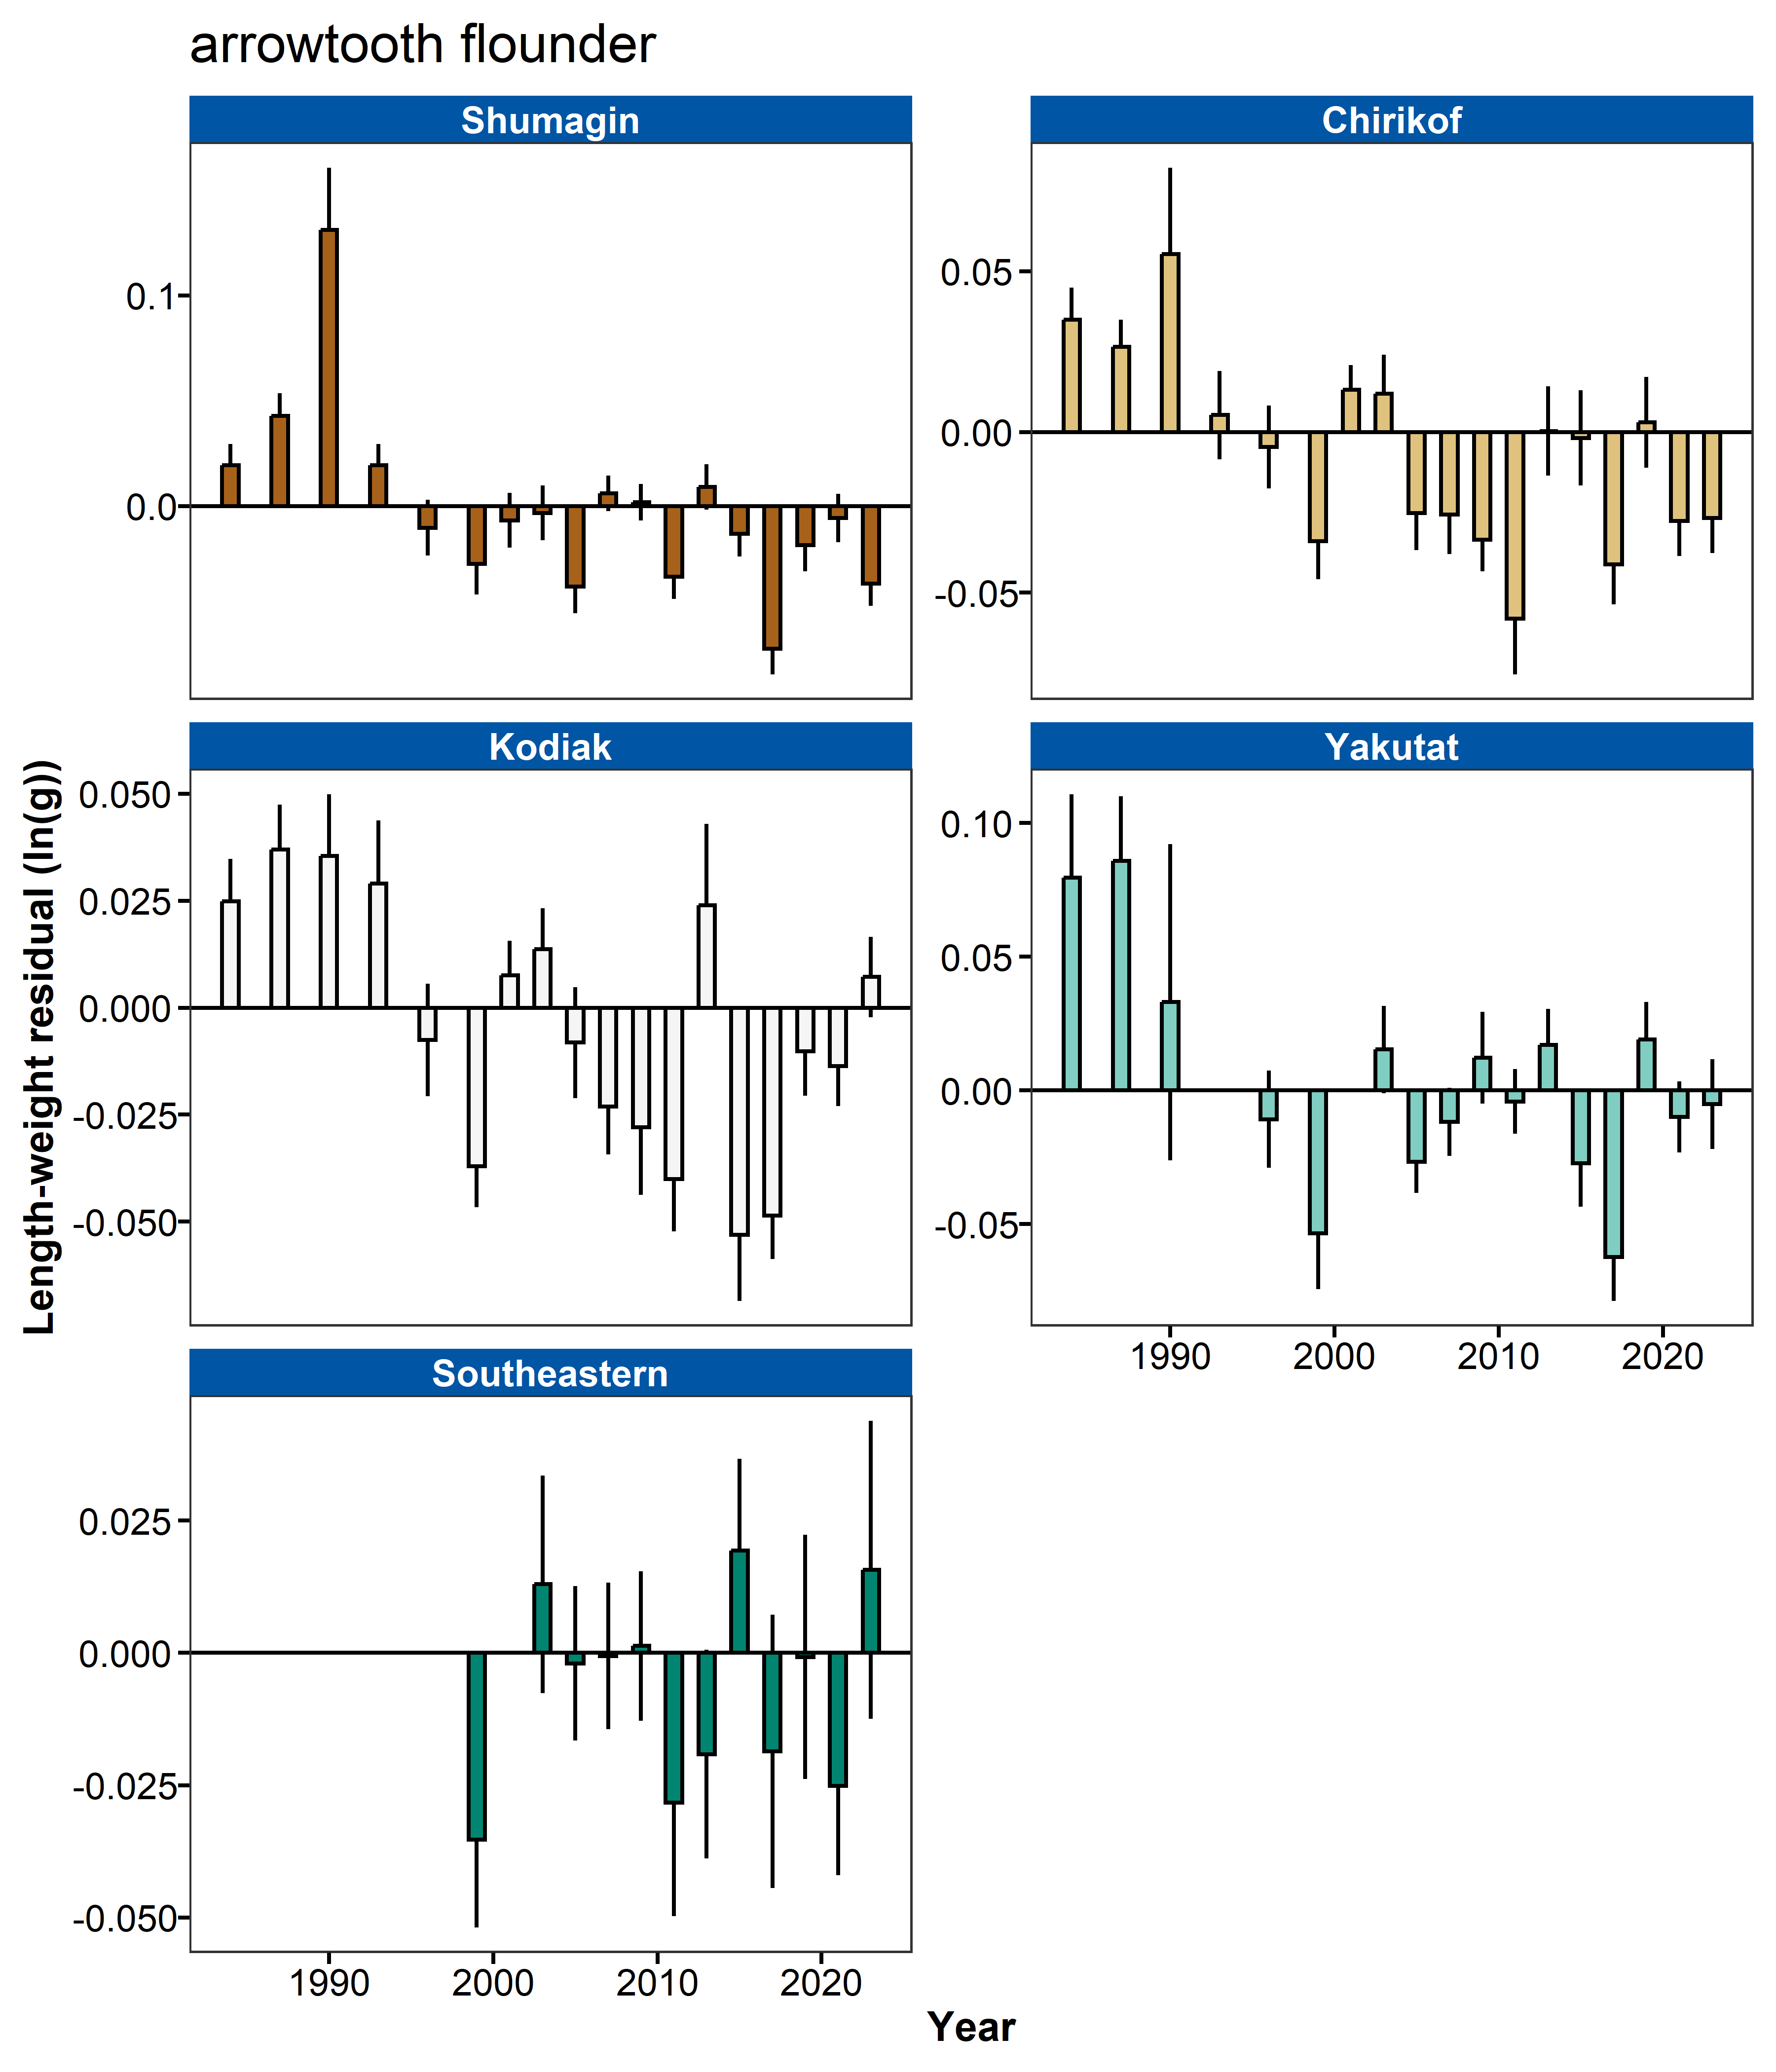 arrowtooth flounder
Shumagin
Chirikof
0.1
0.0
0.05
0.00
-0.05
Kodiak
Yakutat
Length-weight residual (ln(g))
0.050
0.025
0.000
-0.025
-0.050
0.10
0.05
0.00
-0.05
1990 2000 2010 2020
Southeastern
0.025
0.000
-0.025
-0.050
1990 2000 2010 2020
Year